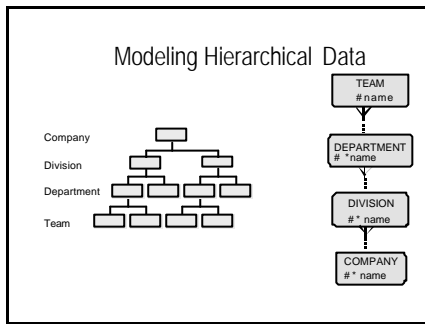 Modeling Hierarchical Data
Company
Division
Department
Team
TEAM
# name
DEPARTMENT
# *name
DIVISION
# * name
COMPANY
# * name